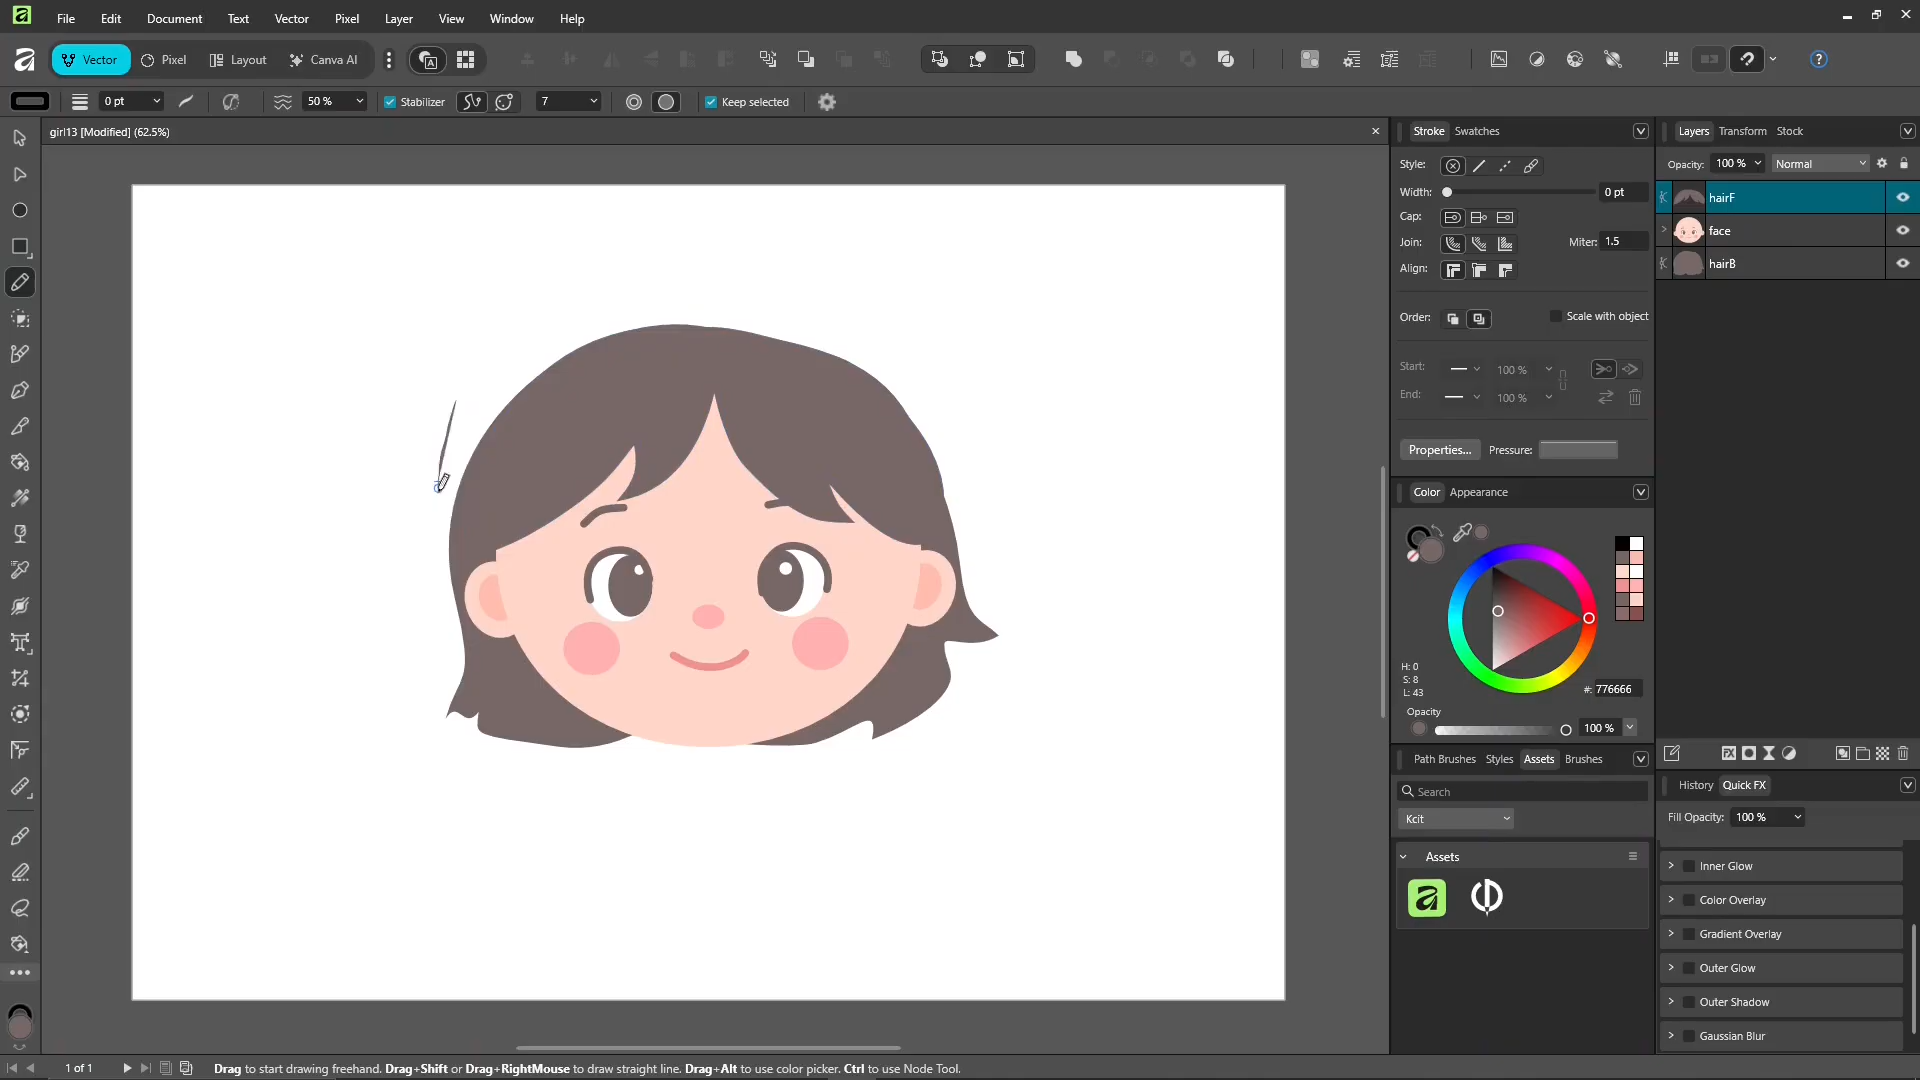 File Edit Document Text Vector Pixel Layer View Window Help
Vector Pixel Layout Canva AI
0 pt 50 % Stabilizer 7 Keep selected
girl13 [Modified] (62.5%)
Stroke Swatches
Style:
Width: 0 pt
Cap:
Join: Miter: 1.5
Align:
Order: Scale with object
Start: 100 %
End: 100 %
Properties... Pressure:
Color Appearance
H: 0
S: 8
L: 43
#: 776666
Opacity
100 %
Path Brushes Styles Assets Brushes
Search
Kcit
Assets
Layers Transform Stock
Opacity: 100 % Normal
hairF
face
hairB
History Quick FX
Fill Opacity: 100 %
Inner Glow
Color Overlay
Gradient Overlay
Outer Glow
Outer Shadow
Gaussian Blur
1 of 1 Drag to start drawing freehand. Drag+Shift or Drag+RightMouse to draw straight line. Drag+Alt to use color picker. Ctrl to use Node Tool.